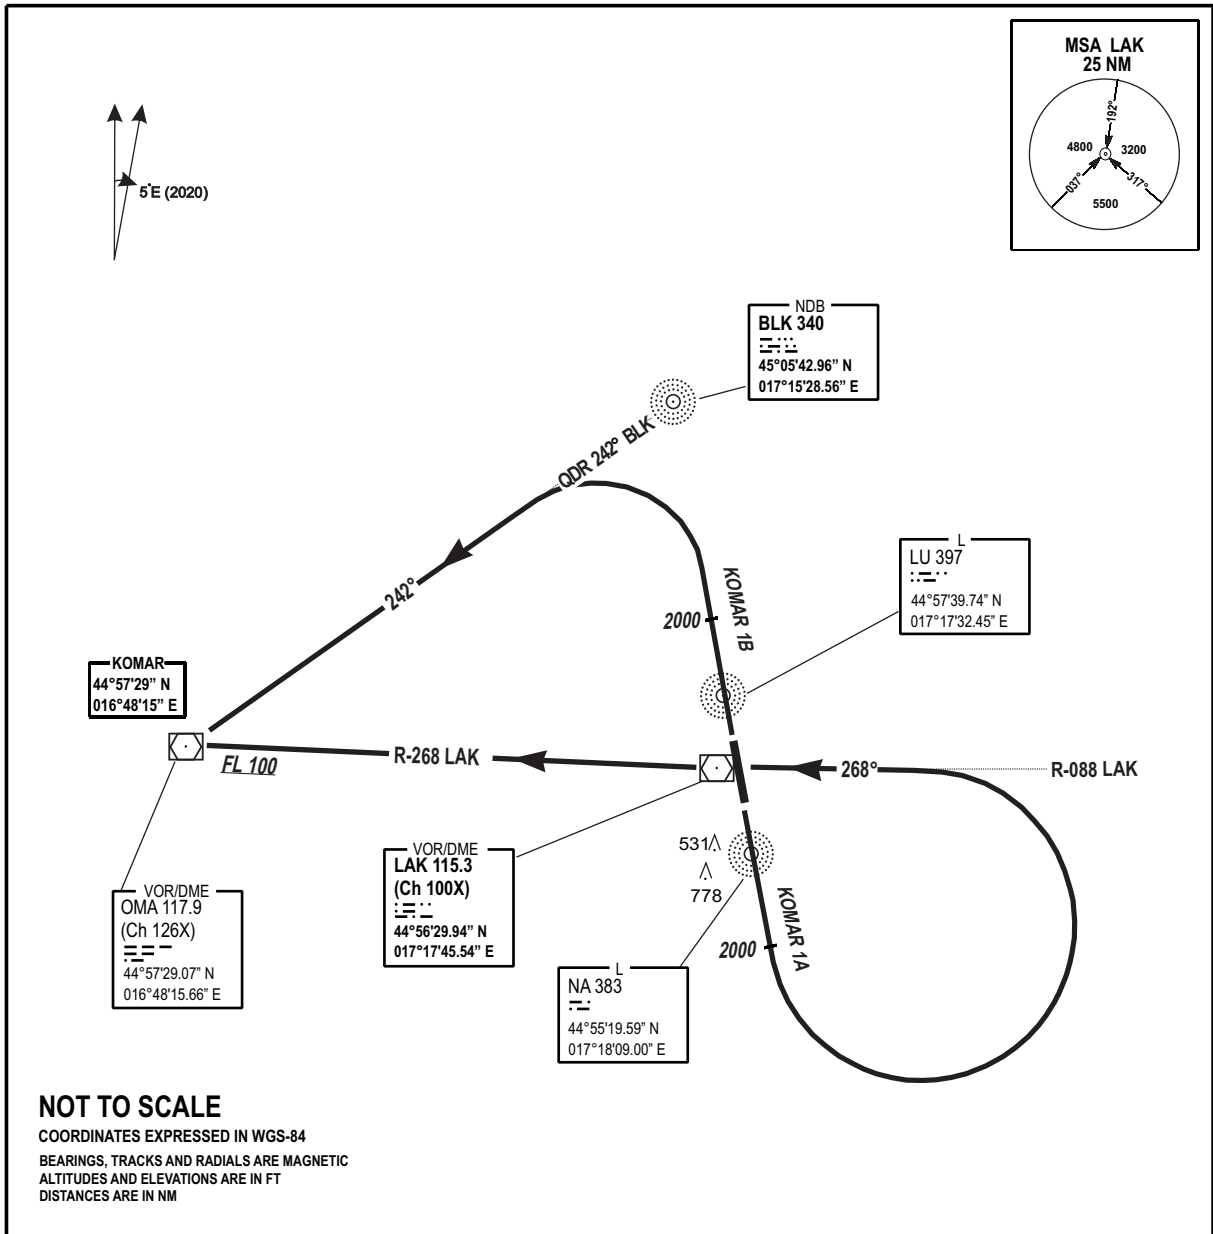 MSA LAK
25 NM
192°
4800
3200
037°
317°
5500
5°E (2020)
NDB
BLK 340
45°05'42.96" N
017°15'28.56" E
QDR 242° BLK
L
LU 397
44°57'39.74" N
017°17'32.45" E
KOMAR 1B
242°
2000
KOMAR
44°57'29" N
016°48'15" E
FL 100
R-268 LAK
268°
R-088 LAK
VOR/DME
LAK 115.3
(Ch 100X)
44°56'29.94" N
017°17'45.54" E
531
778
KOMAR 1A
2000
VOR/DME
OMA 117.9
(Ch 126X)
44°57'29.07" N
016°48'15.66" E
L
NA 383
44°55'19.59" N
017°18'09.00" E
NOT TO SCALE
COORDINATES EXPRESSED IN WGS-84
BEARINGS, TRACKS AND RADIALS ARE MAGNETIC
ALTITUDES AND ELEVATIONS ARE IN FT
DISTANCES ARE IN NM